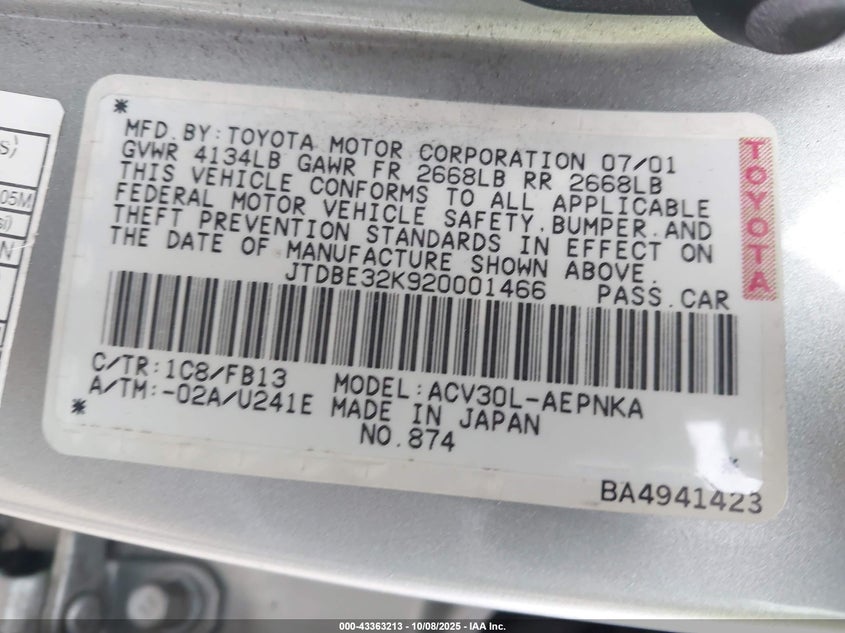 s)
05M
si)
N
*
MFD.BY:TOYOTA MOTOR CORPORATION 07/01
GVWR 4134LB GAWR FR 2668LB RR 2668LB
THIS VEHICLE CONFORMS TO ALL APPLICABLE
FEDERAL MOTOR VEHICLE SAFETY,BUMPER,AND
THEFT PREVENTION STANDARDS IN EFFECT ON
THE DATE OF MANUFACTURE SHOWN ABOVE.
JTDBE32K920001466 PASS.CAR
TOYOTA
C/TR:1C8/FB13 MODEL:ACV30L-AEPNKA
A/TM:-02A/U241E MADE IN JAPAN
* NO.874 *
BA4941423
000-43363213 - 10/08/2025 - IAA Inc.